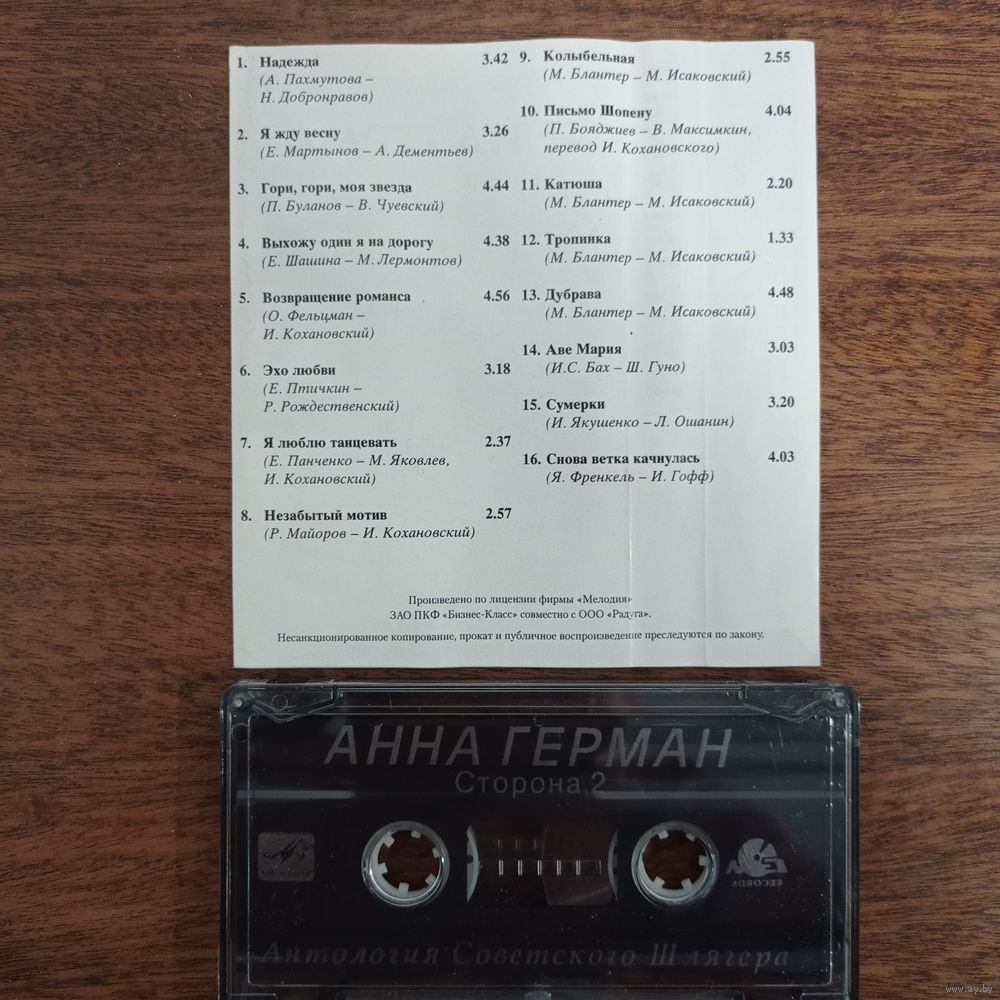 1. Надежда 3.42
(А. Пахмутова –
Н. Добронравов)
2. Я жду весну 3.26
(Е. Мартынов – А. Дементьев)
3. Гори, гори, моя звезда 4.44
(П. Буланов – В. Чуевский)
4. Выхожу один я на дорогу 4.38
(Е. Шашина – М. Лермонтов)
5. Возвращение романса 4.56
(О. Фельцман –
И. Кохановский)
6. Эхо любви 3.18
(Е. Птичкин –
Р. Рождественский)
7. Я люблю танцевать 2.37
(Е. Панченко – М. Яковлев,
И. Кохановский)
8. Незабытый мотив 2.57
(Р. Майоров – И. Кохановский)
9. Колыбельная 2.55
(М. Блантер – М. Исаковский)
10. Письмо Шопену 4.04
(П. Бояджиев – В. Максимкин,
перевод И. Кохановского)
11. Катюша 2.20
(М. Блантер – М. Исаковский)
12. Тропинка 1.33
(М. Блантер – М. Исаковский)
13. Дубрава 4.48
(М. Блантер – М. Исаковский)
14. Аве Мария 3.03
(И.С. Бах – Ш. Гуно)
15. Сумерки 3.20
(И. Якушенко – Л. Ошанин)
16. Снова ветка качнулась 4.03
(Я. Френкель – И. Гофф)
Произведено по лицензии фирмы «Мелодия»
ЗАО ПКФ «Бизнес-Класс» совместно с ООО «Радуга».
Несанкционированное копирование, прокат и публичное воспроизведение преследуются по закону.
АННА ГЕРМАН
Сторона 2
RECORDS
Антология Советского Шлягера
www.ay.by